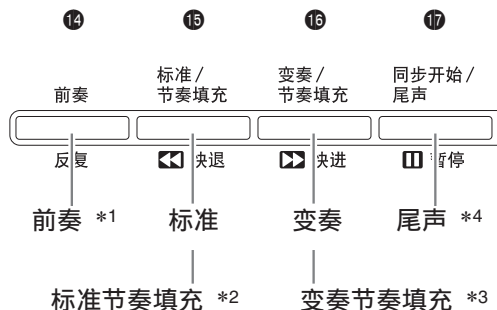 ⓮ ⓯ ⓰ ⓱
前奏 标准/ 节奏填充 变奏/ 节奏填充 同步开始/ 尾声
反复 快退 快进 暂停
前奏 *1 标准 变奏 尾声 *4
标准节奏填充 *2 变奏节奏填充 *3